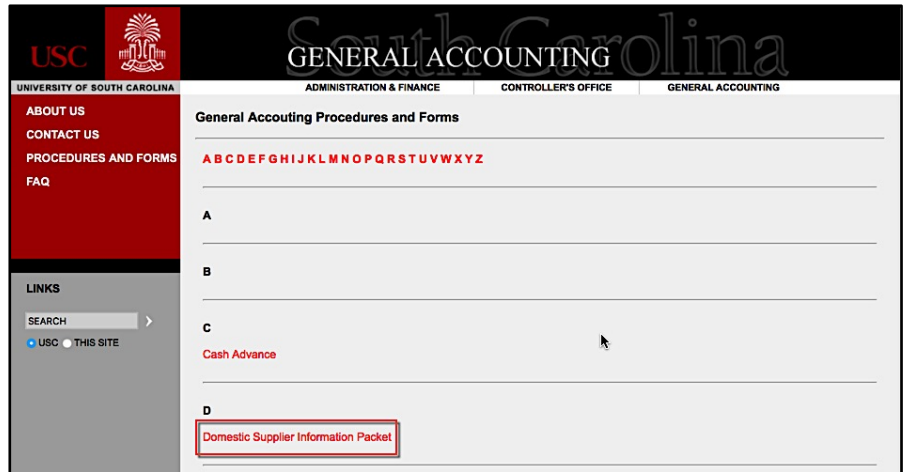 South Carolina
USC
GENERAL ACCOUNTING
UNIVERSITY OF SOUTH CAROLINA
ADMINISTRATION & FINANCE CONTROLLER'S OFFICE GENERAL ACCOUNTING
ABOUT US
CONTACT US
PROCEDURES AND FORMS
FAQ
LINKS
SEARCH
USC THIS SITE
General Accouting Procedures and Forms
A B C D E F G H I J K L M N O P Q R S T U V W X Y Z
A
B
C
Cash Advance
D
Domestic Supplier Information Packet